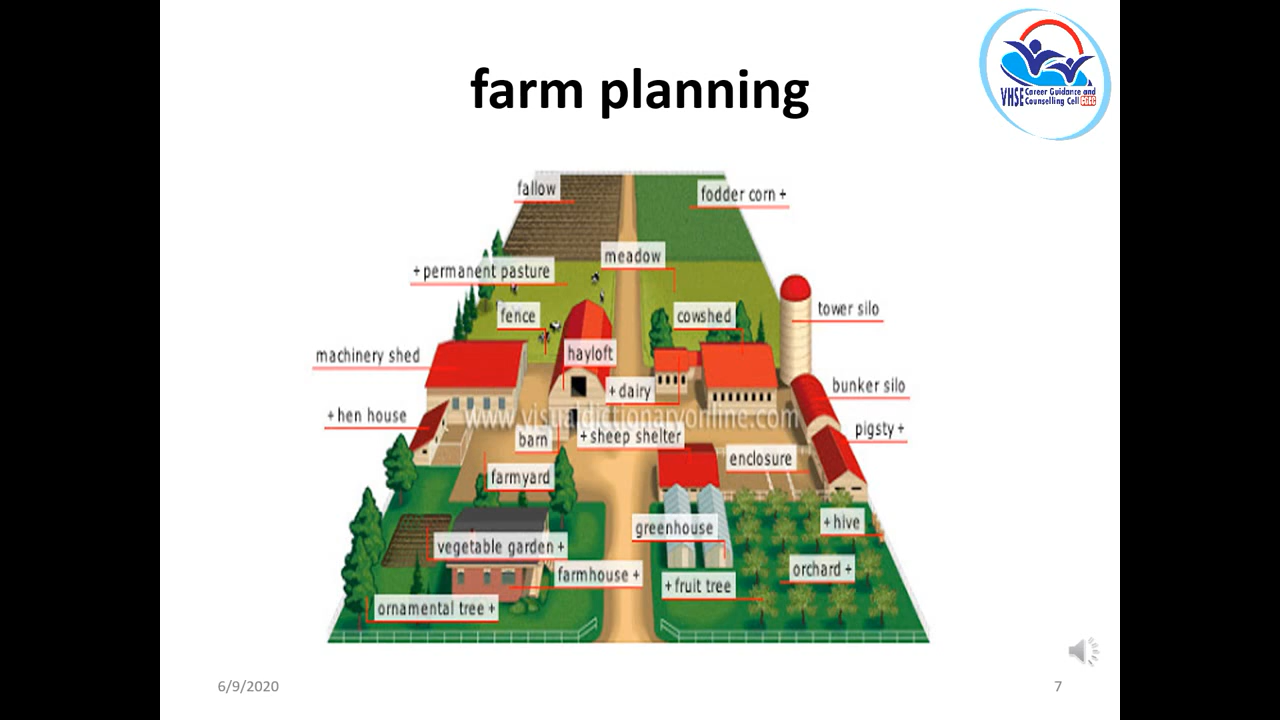 farm planning
VHSE Career Guidance and
Counselling Cell CGCC
fallow
fodder corn +
meadow
+ permanent pasture
fence
cowshed
tower silo
machinery shed
hayloft
+ dairy
bunker silo
+ hen house
www.visualdictionaryonline.com
pigsty +
barn
+ sheep shelter
enclosure
farmyard
greenhouse
+ hive
vegetable garden +
orchard +
farmhouse +
+ fruit tree
ornamental tree +
6/9/2020
7